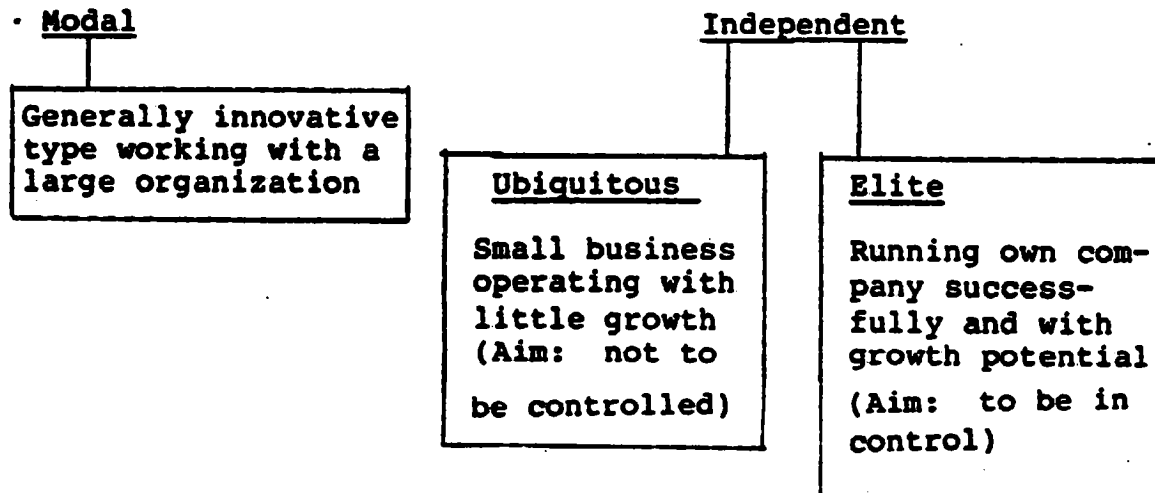 Modal
Independent
Generally innovative
type working with a
large organization
Ubiquitous
Small business
operating with
little growth
(Aim: not to
be controlled)
Elite
Running own com-
pany success-
fully and with
growth potential
(Aim: to be in
control)